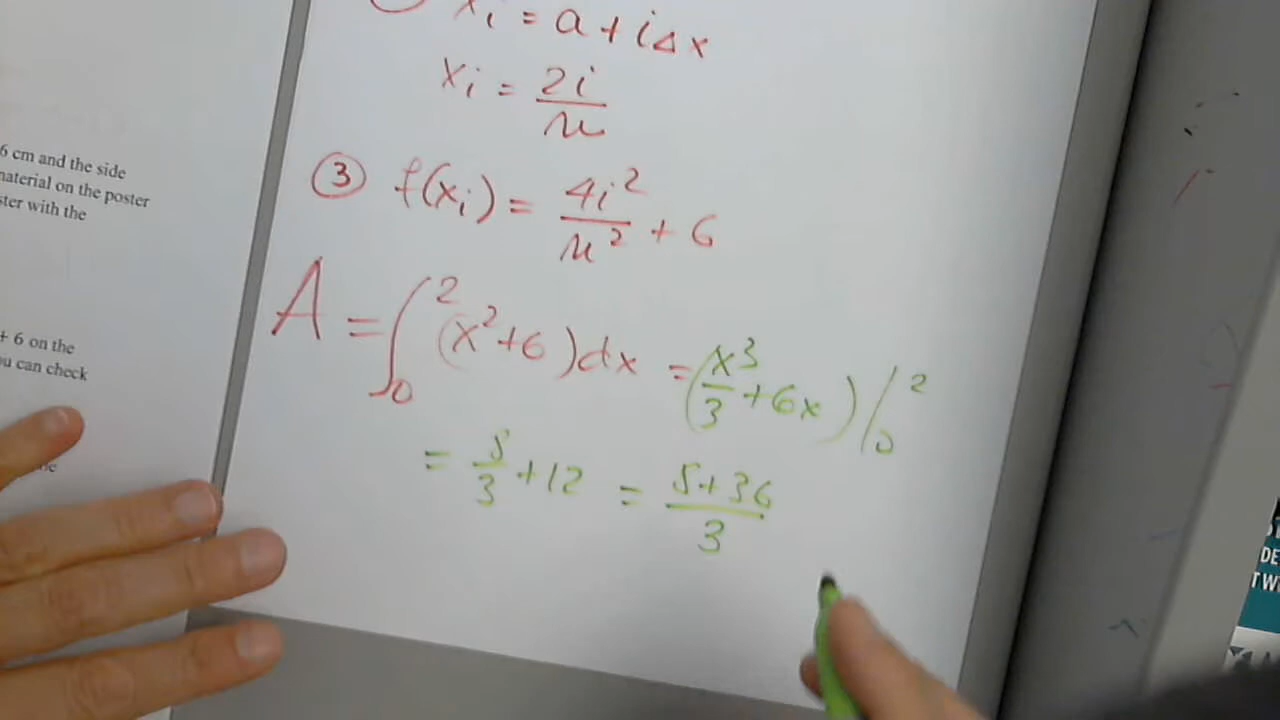 xᵢ = a + iΔx
xᵢ = 2i/n
③ f(xᵢ) = 4i²/n² + 6
A = ∫₀² (x²+6)dx = (x³/3 + 6x)|₀²
= 8/3 + 12 = 8+36/3
6 cm and the side
material on the poster
ster with the
+ 6 on the
ou can check